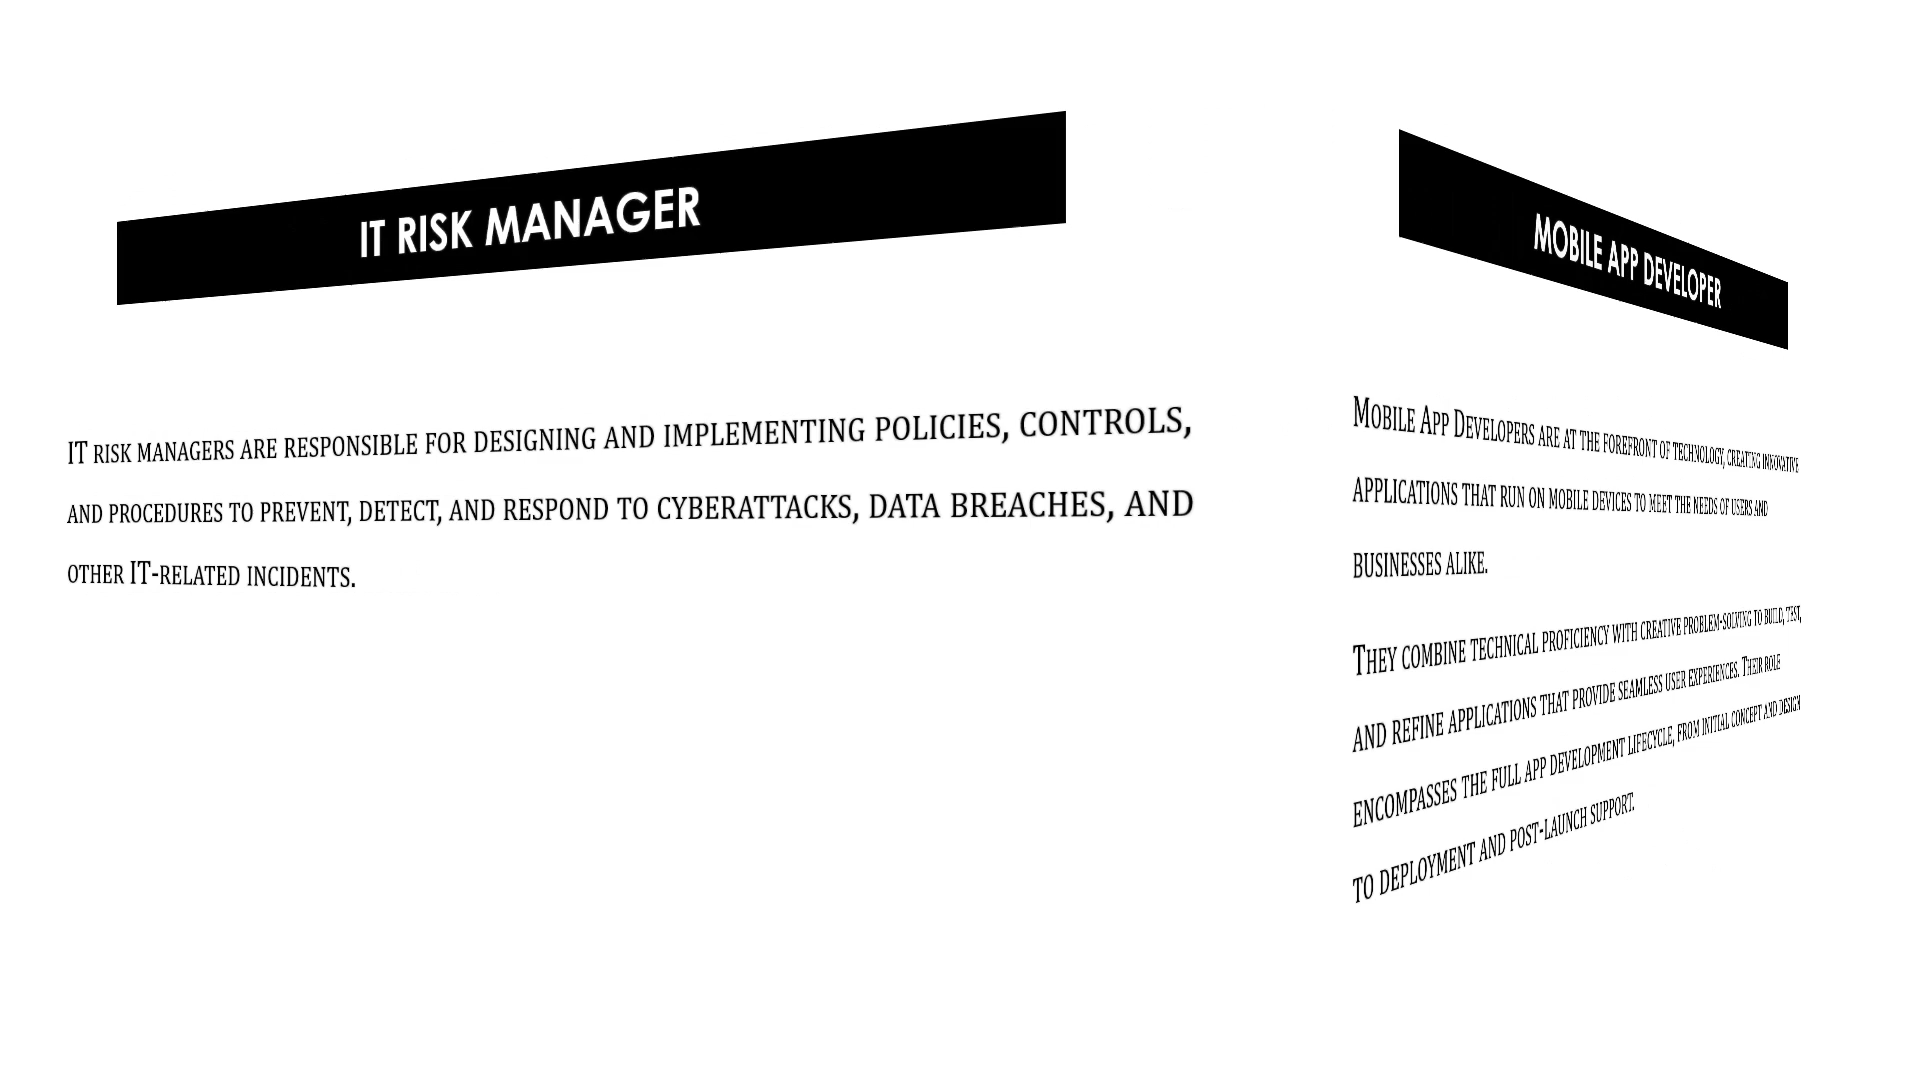 IT RISK MANAGER
IT RISK MANAGERS ARE RESPONSIBLE FOR DESIGNING AND IMPLEMENTING POLICIES, CONTROLS,
AND PROCEDURES TO PREVENT, DETECT, AND RESPOND TO CYBERATTACKS, DATA BREACHES, AND
OTHER IT-RELATED INCIDENTS.
MOBILE APP DEVELOPER
MOBILE APP DEVELOPERS ARE AT THE FOREFRONT OF TECHNOLOGY, CREATING INNOVATIVE
APPLICATIONS THAT RUN ON MOBILE DEVICES TO MEET THE NEEDS OF USERS AND
BUSINESSES ALIKE.
THEY COMBINE TECHNICAL PROFICIENCY WITH CREATIVE PROBLEM-SOLVING TO BUILD, TEST,
AND REFINE APPLICATIONS THAT PROVIDE SEAMLESS USER EXPERIENCES. THEIR ROLE
ENCOMPASSES THE FULL APP DEVELOPMENT LIFECYCLE, FROM INITIAL CONCEPT AND DESIGN
TO DEPLOYMENT AND POST-LAUNCH SUPPORT.